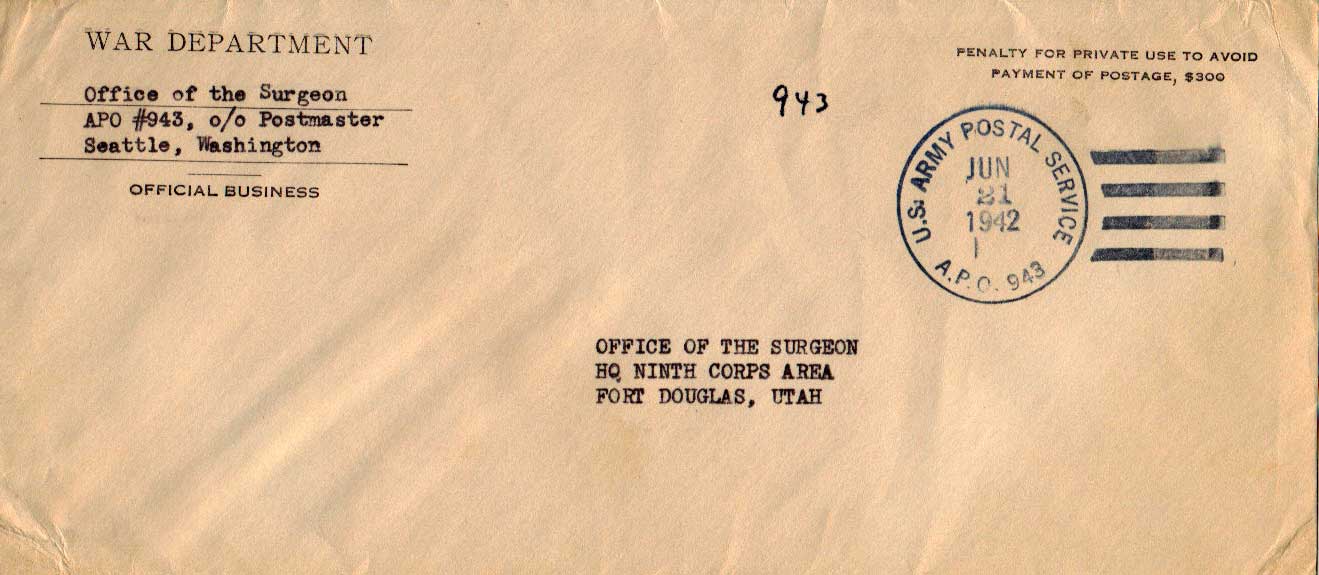 WAR DEPARTMENT
Office of the Surgeon
APO #943, c/o Postmaster
Seattle, Washington
OFFICIAL BUSINESS
943
PENALTY FOR PRIVATE USE TO AVOID
PAYMENT OF POSTAGE, $300
U.S. ARMY POSTAL SERVICE
JUN
21
1942
A.P.O. 943
OFFICE OF THE SURGEON
HQ NINTH CORPS AREA
FORT DOUGLAS, UTAH